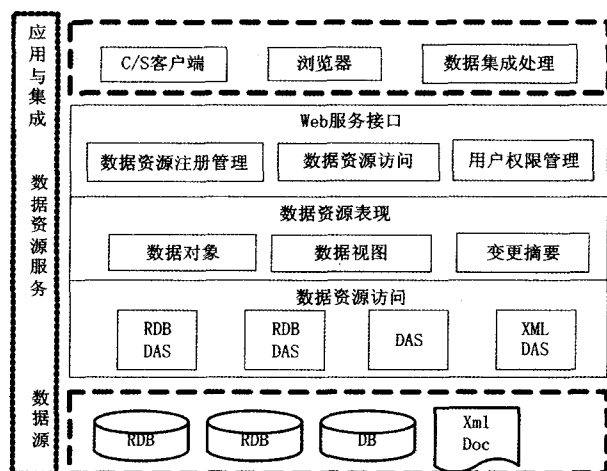 应用与集成
C/S客户端
浏览器
数据集成处理
数据资源服务
Web服务接口
数据资源注册管理
数据资源访问
用户权限管理
数据资源表现
数据对象
数据视图
变更摘要
数据资源访问
RDB
DAS
RDB
DAS
DAS
XML
DAS
数据源
RDB
RDB
DB
Xml
Doc